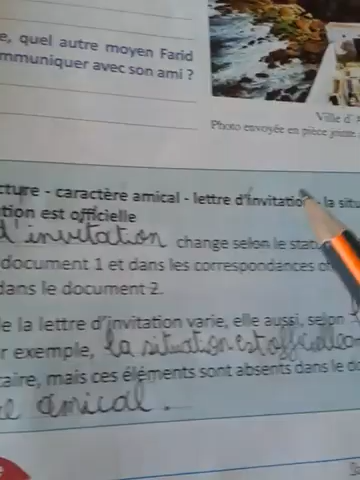 e, quel autre moyen Farid
mmuniquer avec son ami ?
Ville d'
Photo envoyée en pièce jointe
cture - caractère amical - lettre d'invitation - la situ
tion est officielle
d'invitation change selon le statu
document 1 et dans les correspondances o
dans le document 2.
e la lettre d'invitation varie, elle aussi, selon
r exemple, la situation est officielle
taire, mais ces éléments sont absents dans le do
e amical.